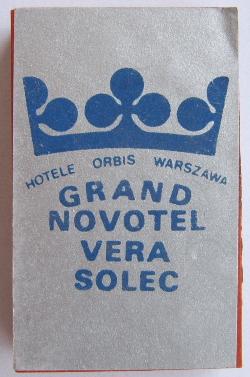 HOTELE ORBIS WARSZAWA
GRAND
NOVOTEL
VERA
SOLEC